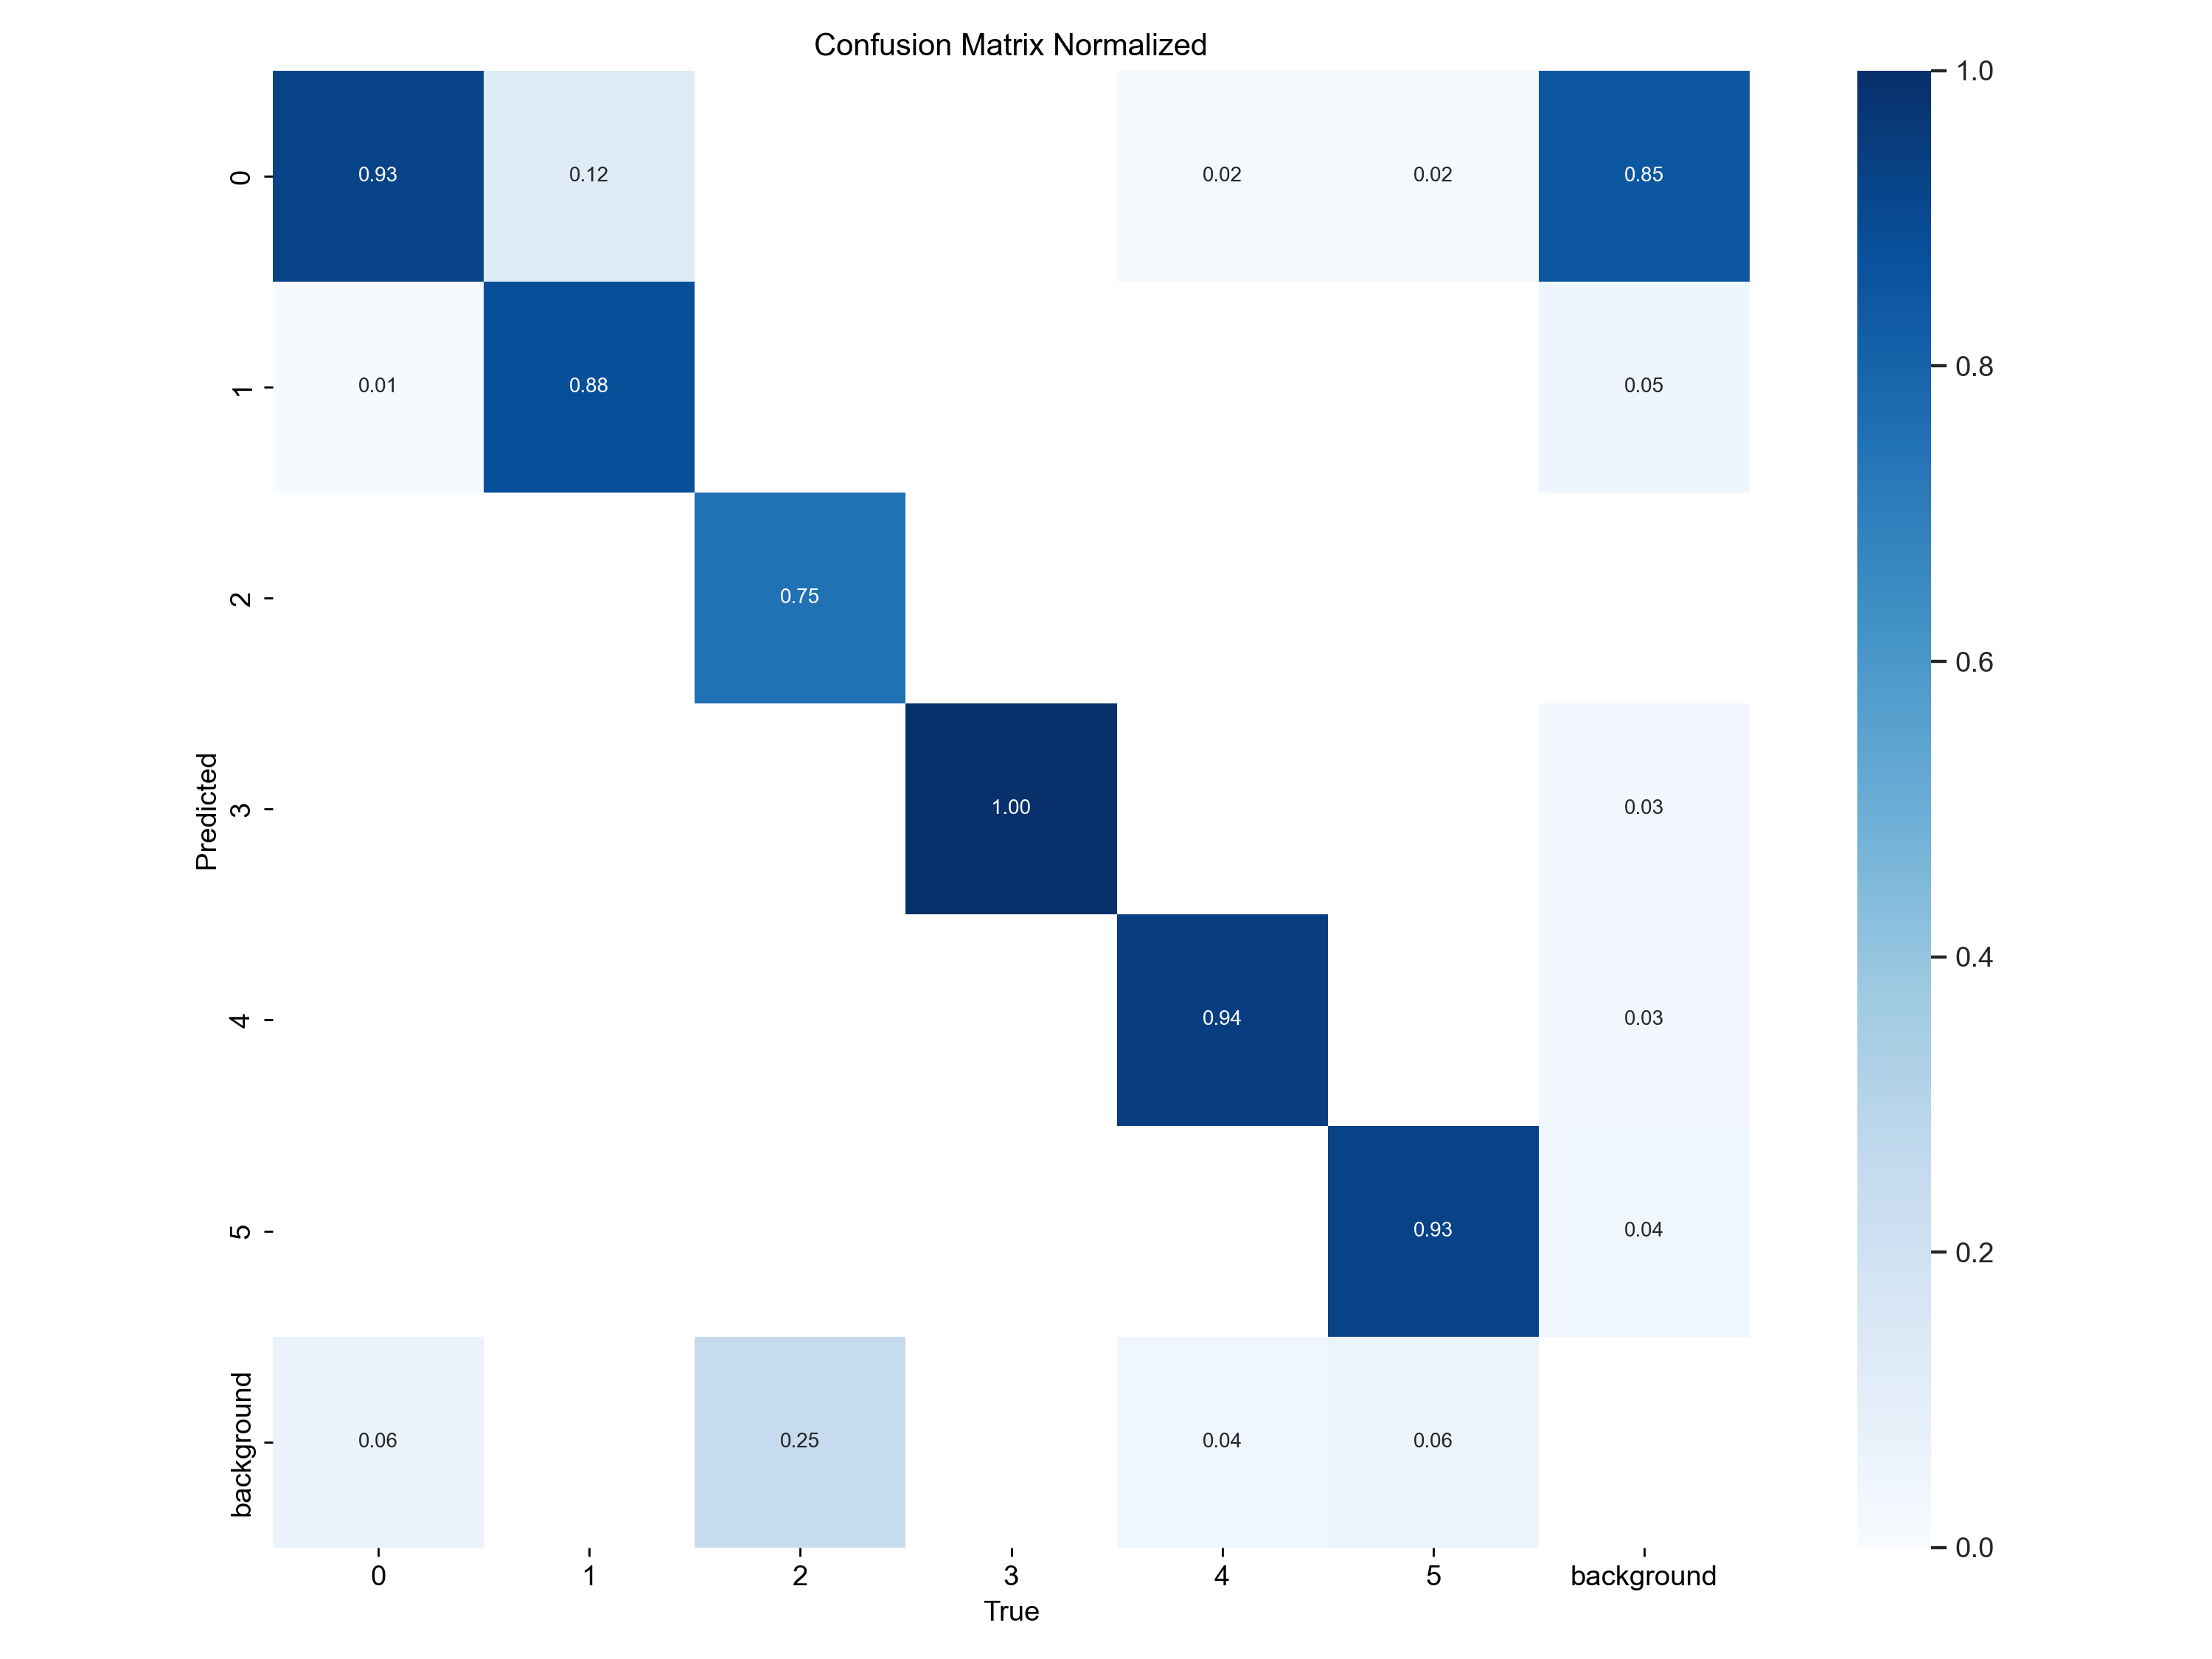 Confusion Matrix Normalized
0 0.93 0.12 0.02 0.02 0.85
1 0.01 0.88 0.05
2 0.75
3 1.00 0.03
4 0.94 0.03
5 0.93 0.04
background 0.06 0.25 0.04 0.06
0 1 2 3 4 5 background
True
Predicted
1.0
0.8
0.6
0.4
0.2
0.0